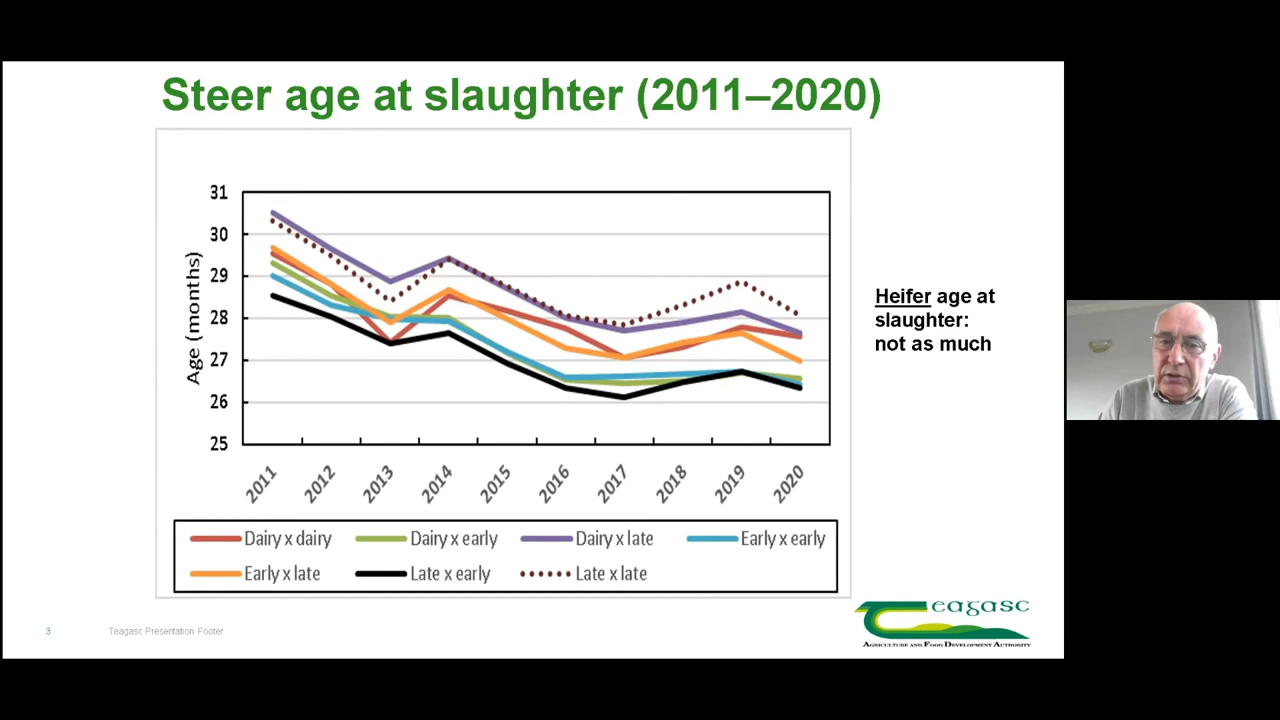 Steer age at slaughter (2011–2020)
31
30
29
28
27
26
25
Age (months)
2011 2012 2013 2014 2015 2016 2017 2018 2019 2020
Dairy x dairy Dairy x early Dairy x late Early x early
Early x late Late x early Late x late
Heifer age at
slaughter:
not as much
3 Teagasc Presentation Footer
Teagasc
Agriculture and Food Development Authority